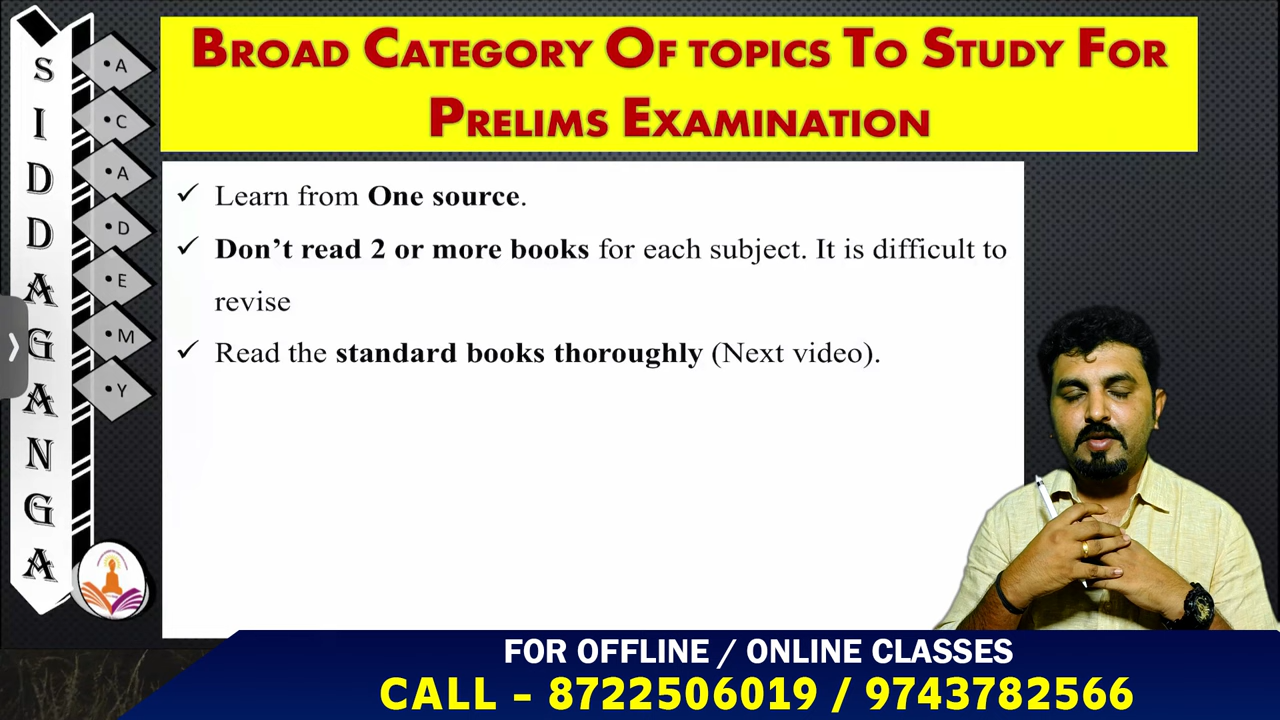 BROAD CATEGORY OF TOPICS TO STUDY FOR
PRELIMS EXAMINATION
SIDDAGANGA
• A
• C
• A
• D
• E
• M
• Y
✓ Learn from One source.
✓ Don’t read 2 or more books for each subject. It is difficult to
revise
✓ Read the standard books thoroughly (Next video).
FOR OFFLINE / ONLINE CLASSES
CALL – 8722506019 / 9743782566